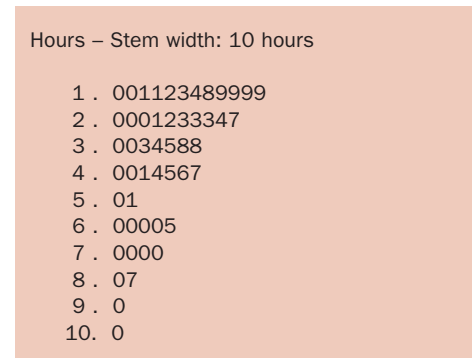 Hours – Stem width: 10 hours
1 . 001123489999
2 . 0001233347
3 . 0034588
4 . 0014567
5 . 01
6 . 00005
7 . 0000
8 . 07
9 . 0
10. 0